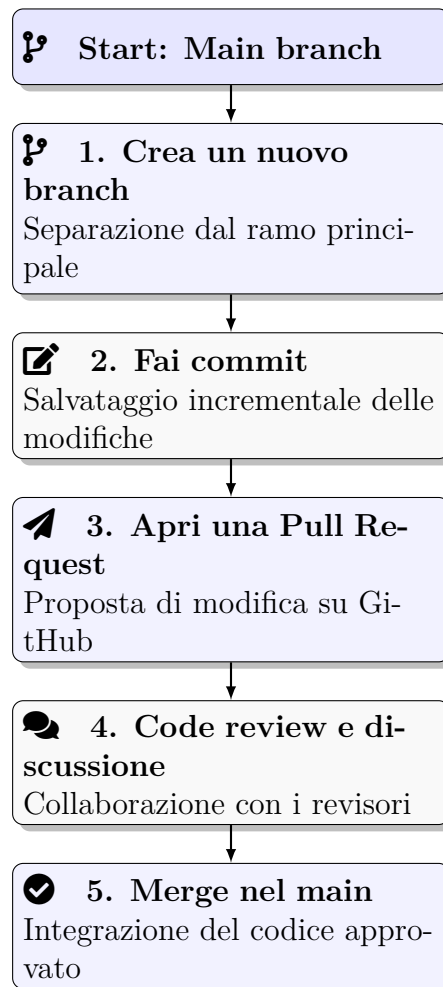 Start: Main branch
1. Crea un nuovo
branch
Separazione dal ramo princi-
pale
2. Fai commit
Salvataggio incrementale delle
modifiche
3. Apri una Pull Re-
quest
Proposta di modifica su Gi-
tHub
4. Code review e di-
scussione
Collaborazione con i revisori
5. Merge nel main
Integrazione del codice appro-
vato